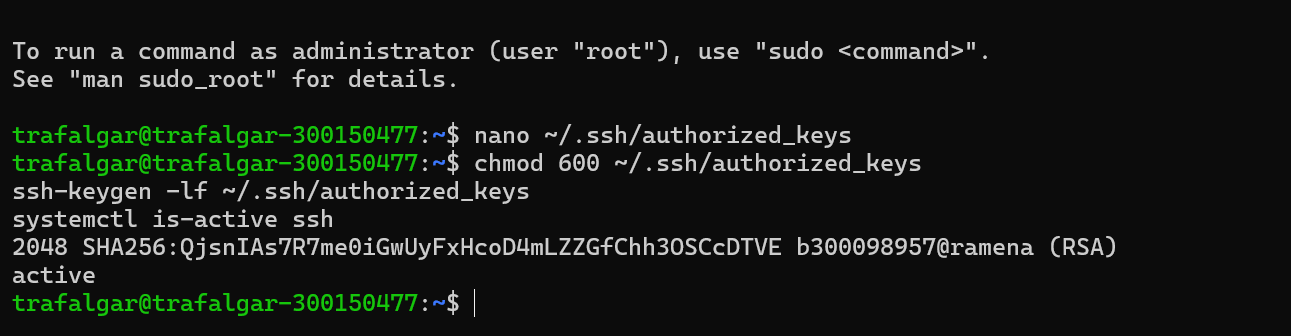 To run a command as administrator (user "root"), use "sudo <command>".
See "man sudo_root" for details.
trafalgar@trafalgar-300150477:~$ nano ~/.ssh/authorized_keys
trafalgar@trafalgar-300150477:~$ chmod 600 ~/.ssh/authorized_keys
ssh-keygen -lf ~/.ssh/authorized_keys
systemctl is-active ssh
2048 SHA256:QjsnIAs7R7me0iGwUyFxHcoD4mLZZGfChh3OSCcDTVE b300098957@ramena (RSA)
active
trafalgar@trafalgar-300150477:~$